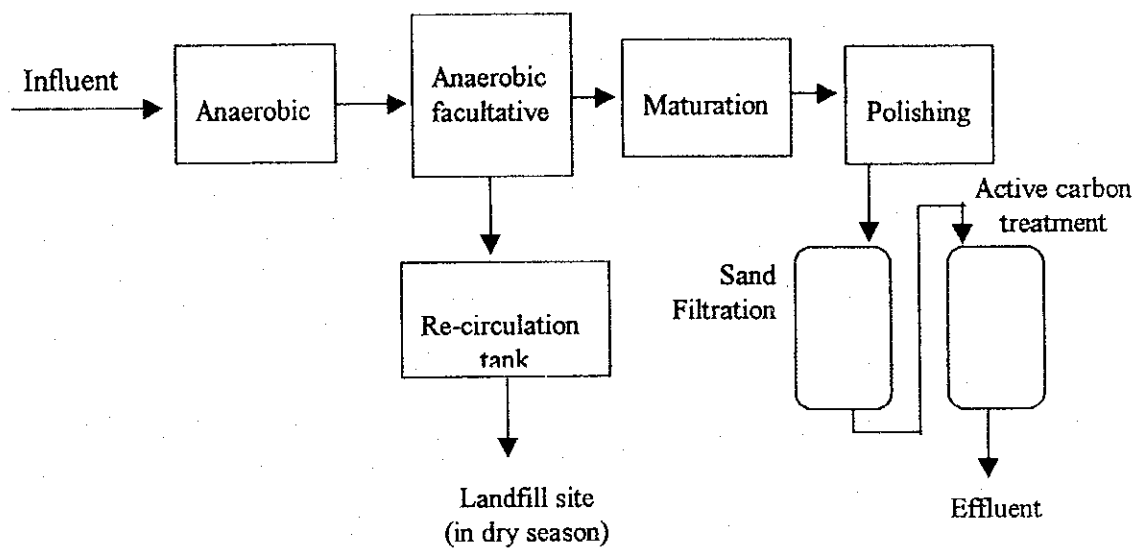 Influent
Anaerobic
Anaerobic
facultative
Maturation
Polishing
Active carbon
treatment
Sand
Filtration
Re-circulation
tank
Landfill site
(in dry season)
Effluent